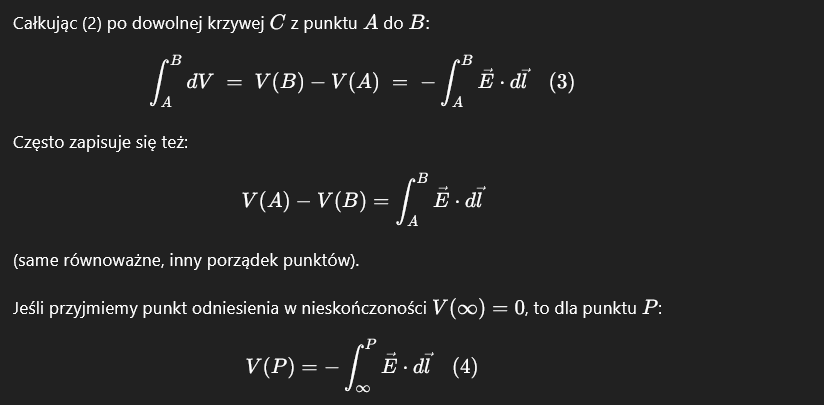 Całkując (2) po dowolnej krzywej $C$ z punktu $A$ do $B$:
$$\int_A^B dV = V(B) - V(A) = -\int_A^B \vec{E} \cdot d\vec{l} \quad (3)$$
Często zapisuje się też:
$$V(A) - V(B) = \int_A^B \vec{E} \cdot d\vec{l}$$
(same równoważne, inny porządek punktów).
Jeśli przyjmiemy punkt odniesienia w nieskończoności $V(\infty) = 0$, to dla punktu $P$:
$$V(P) = -\int_\infty^P \vec{E} \cdot d\vec{l} \quad (4)$$